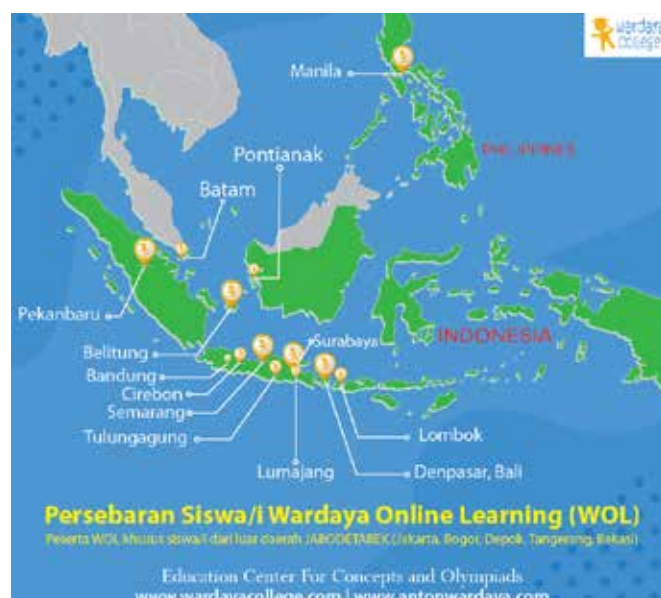 wardaya
college
Manila
PHILIPPINES
Pontianak
Batam
Pekanbaru
Belitung
Surabaya
INDONESIA
Bandung
Cirebon
Semarang
Tulungagung
Lombok
Lumajang
Denpasar, Bali
Persebaran Siswa/i Wardaya Online Learning (WOL)
Peserta WOL khusus siswa/i dari luar daerah JABODETABEK (Jakarta, Bogor, Depok, Tangerang, Bekasi)
Education Center For Concepts and Olympiads
www.wardayacollege.com | www.antonwardaya.com